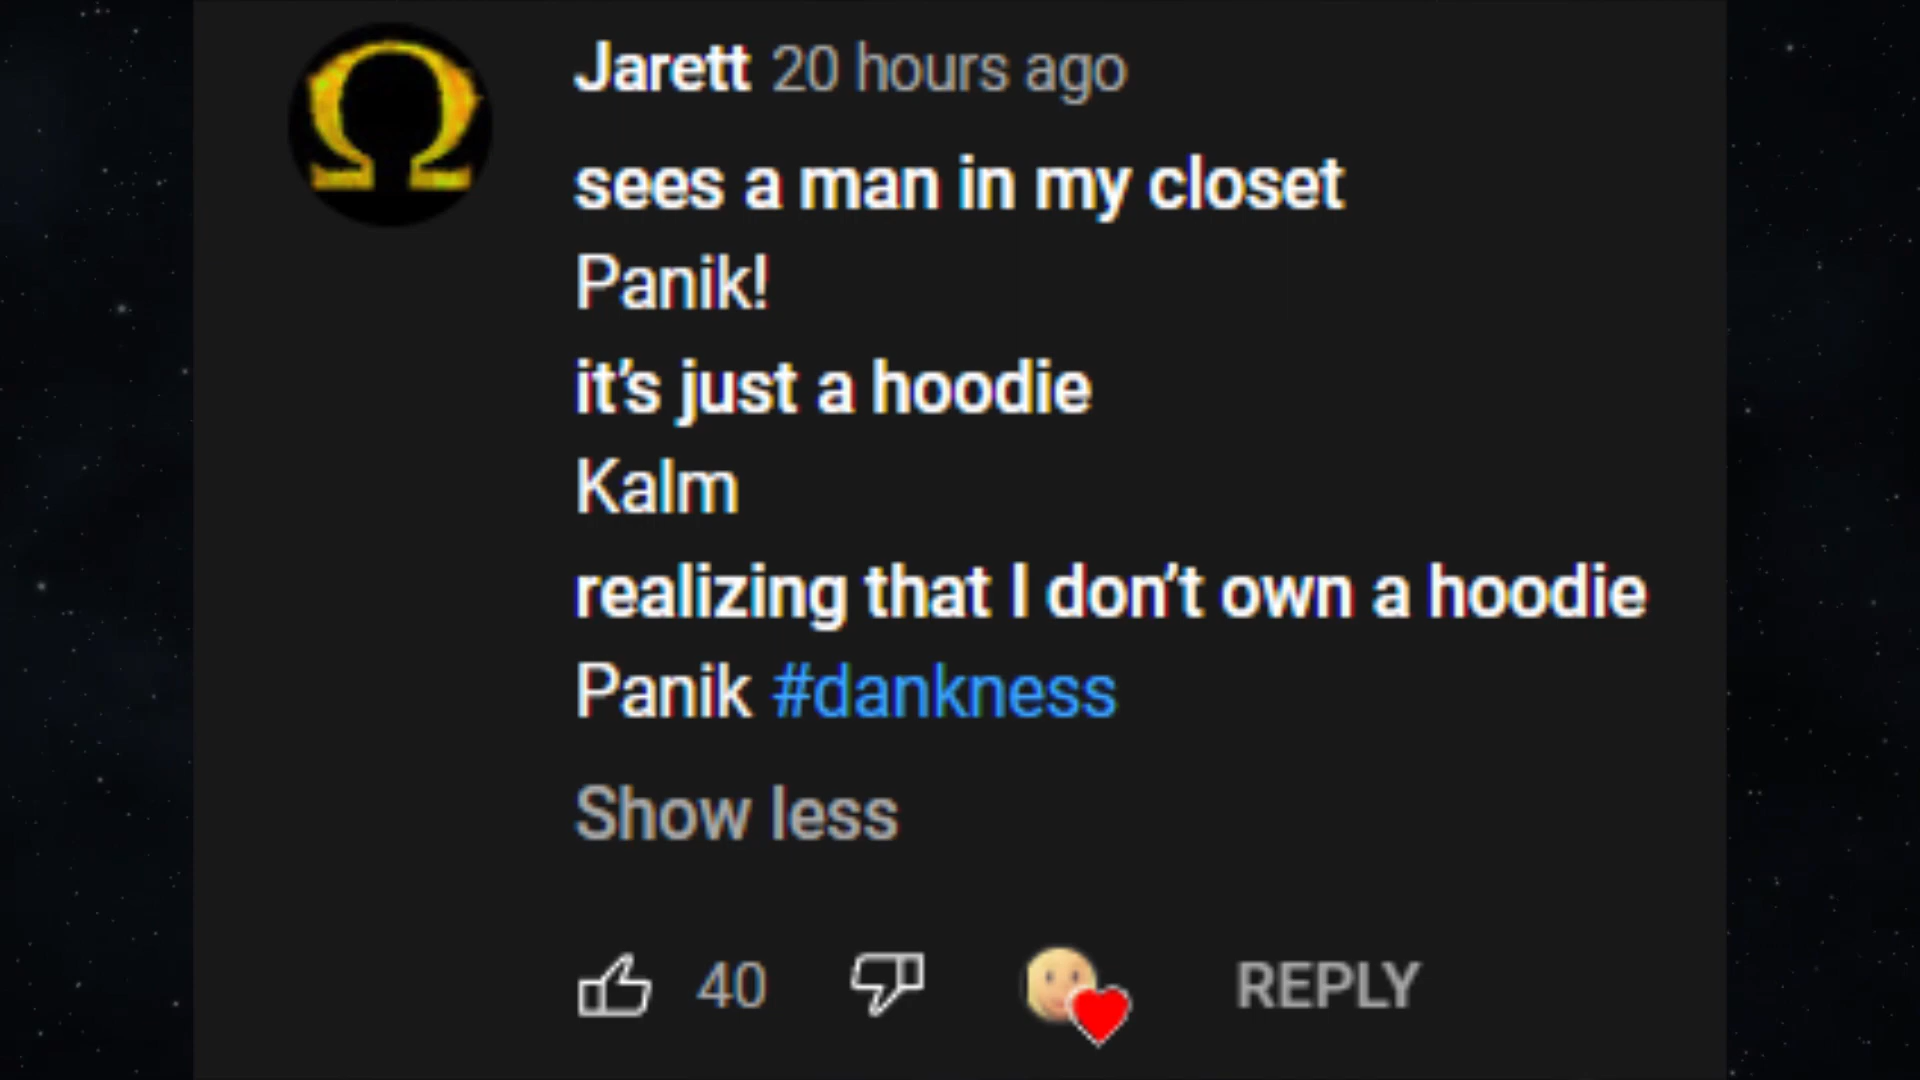 Jarett 20 hours ago
sees a man in my closet
Panik!
it’s just a hoodie
Kalm
realizing that I don’t own a hoodie
Panik #dankness
Show less
40 REPLY